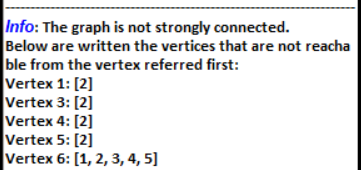 Info: The graph is not strongly connected.
Below are written the vertices that are not reacha
ble from the vertex referred first:
Vertex 1: [2]
Vertex 3: [2]
Vertex 4: [2]
Vertex 5: [2]
Vertex 6: [1, 2, 3, 4, 5]